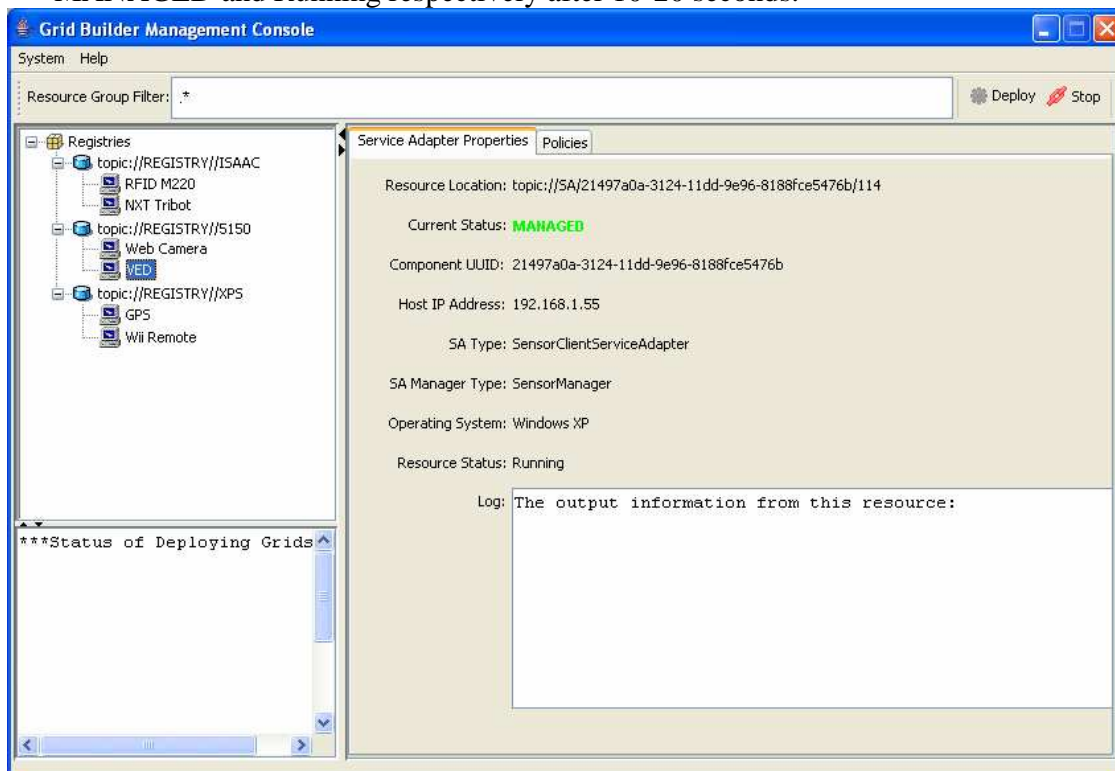 MANAGED and Running respectively after 10-20 seconds.
Grid Builder Management Console
System Help
Resource Group Filter: .*
Deploy Stop
Registries
topic://REGISTRY//ISAAC
RFID M220
NXT Tribot
topic://REGISTRY//5150
Web Camera
VED
topic://REGISTRY//XPS
GPS
Wii Remote
***Status of Deploying Grids
Service Adapter Properties Policies
Resource Location: topic://SA/21497a0a-3124-11dd-9e96-8188fce5476b/114
Current Status: MANAGED
Component UUID: 21497a0a-3124-11dd-9e96-8188fce5476b
Host IP Address: 192.168.1.55
SA Type: SensorClientServiceAdapter
SA Manager Type: SensorManager
Operating System: Windows XP
Resource Status: Running
Log: The output information from this resource: